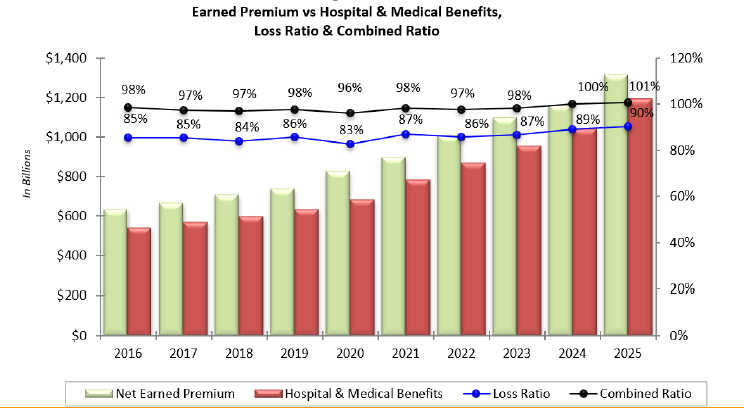 Earned Premium vs Hospital & Medical Benefits,
Loss Ratio & Combined Ratio
$1,400
$1,200
$1,000
$800
$600
$400
$200
$0
In Billions
120%
100%
80%
60%
40%
20%
0%
98% 97% 97% 98% 96% 98% 97% 98% 100% 101%
85% 85% 84% 86% 83% 87% 86% 87% 89% 90%
2016 2017 2018 2019 2020 2021 2022 2023 2024 2025
Net Earned Premium Hospital & Medical Benefits Loss Ratio Combined Ratio